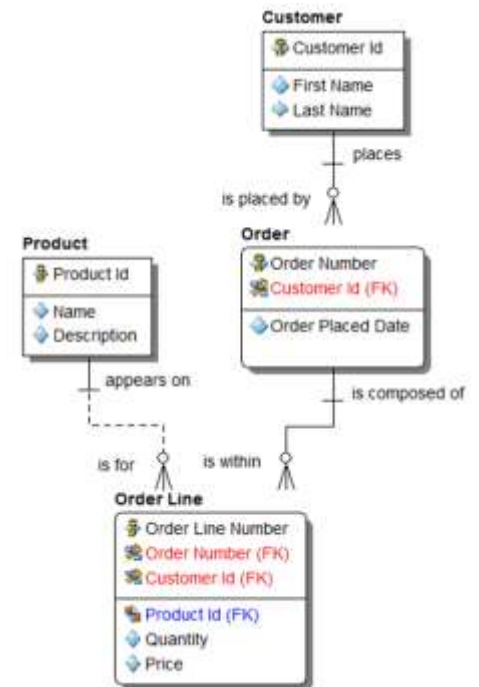 Customer
Customer Id
First Name
Last Name
places
is placed by
Order
Order Number
Customer Id (FK)
Order Placed Date
Product
Product Id
Name
Description
appears on
is composed of
is for
is within
Order Line
Order Line Number
Order Number (FK)
Customer Id (FK)
Product Id (FK)
Quantity
Price